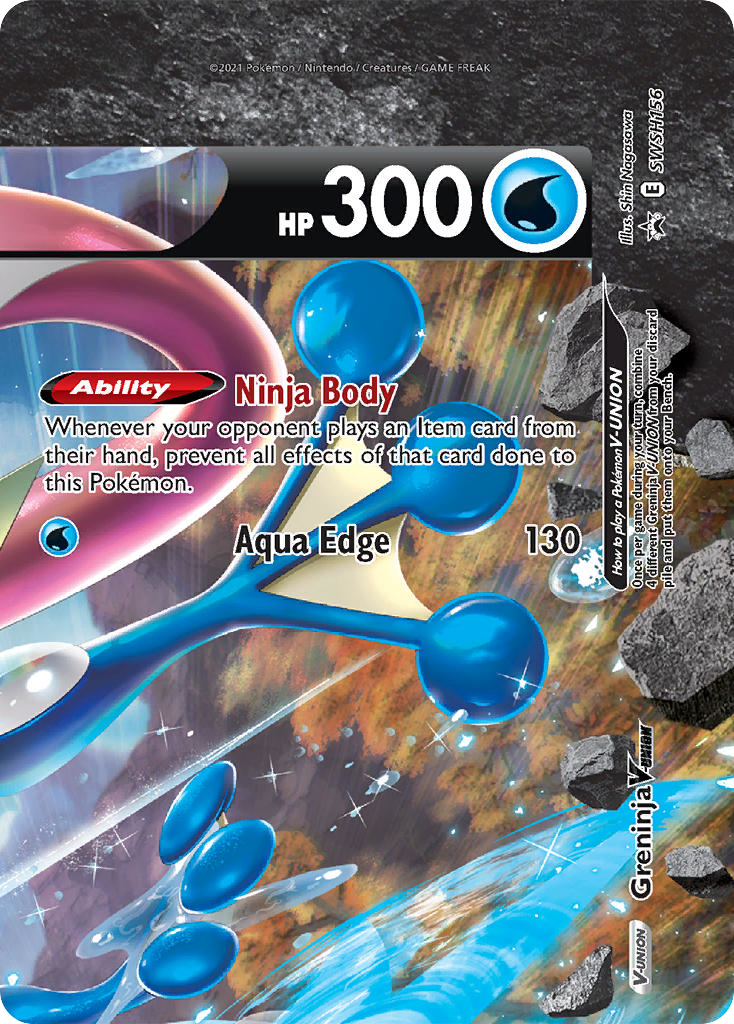 ©2021 Pokémon / Nintendo / Creatures / GAME FREAK
HP 300
Ability Ninja Body
Whenever your opponent plays an Item card from
their hand, prevent all effects of that card done to
this Pokémon.
Aqua Edge 130
Illus. Shin Nagasawa
E SWSH156
How to play a Pokémon V-UNION
Once per game during your turn, combine
4 different Greninja V-UNION from your discard
pile and put them onto your Bench.
V-UNION Greninja V-UNION